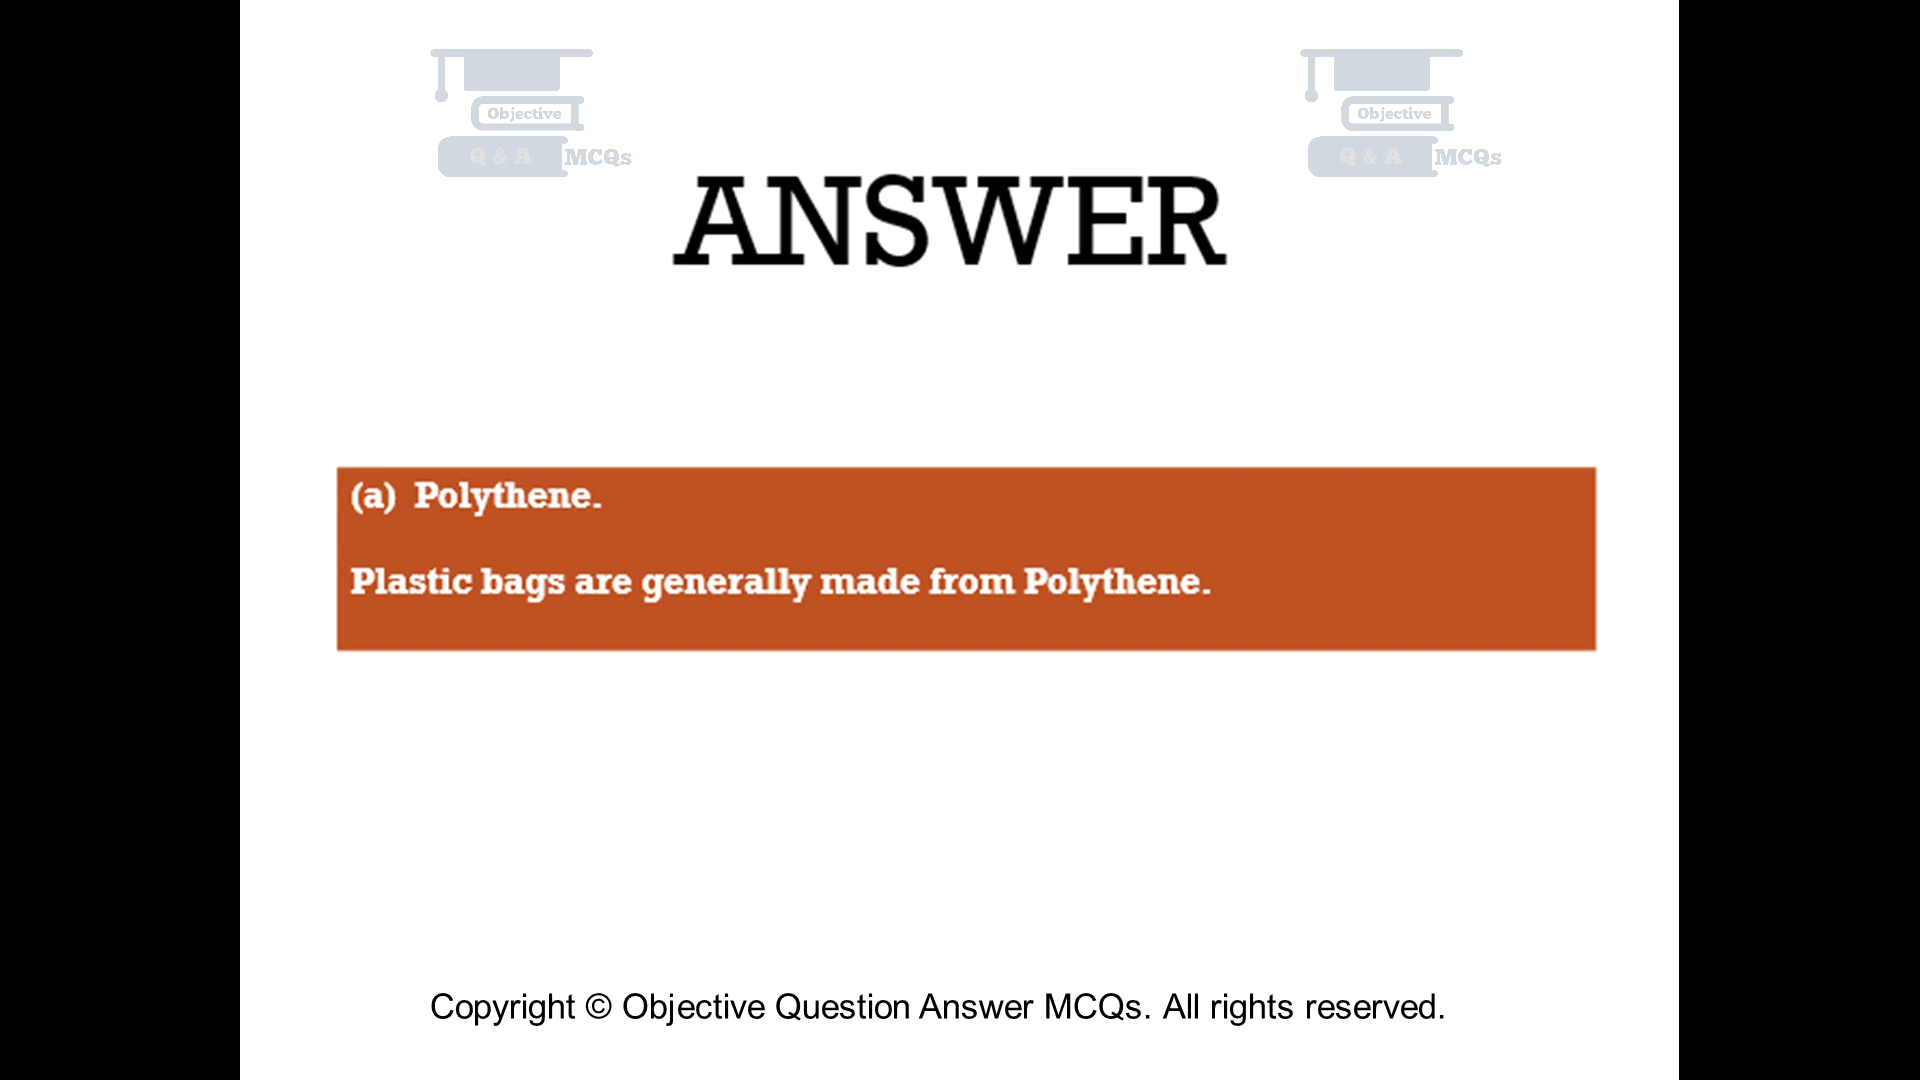 Objective
Q & A MCQs
Objective
Q & A MCQs
ANSWER
(a) Polythene.
Plastic bags are generally made from Polythene.
Copyright © Objective Question Answer MCQs. All rights reserved.